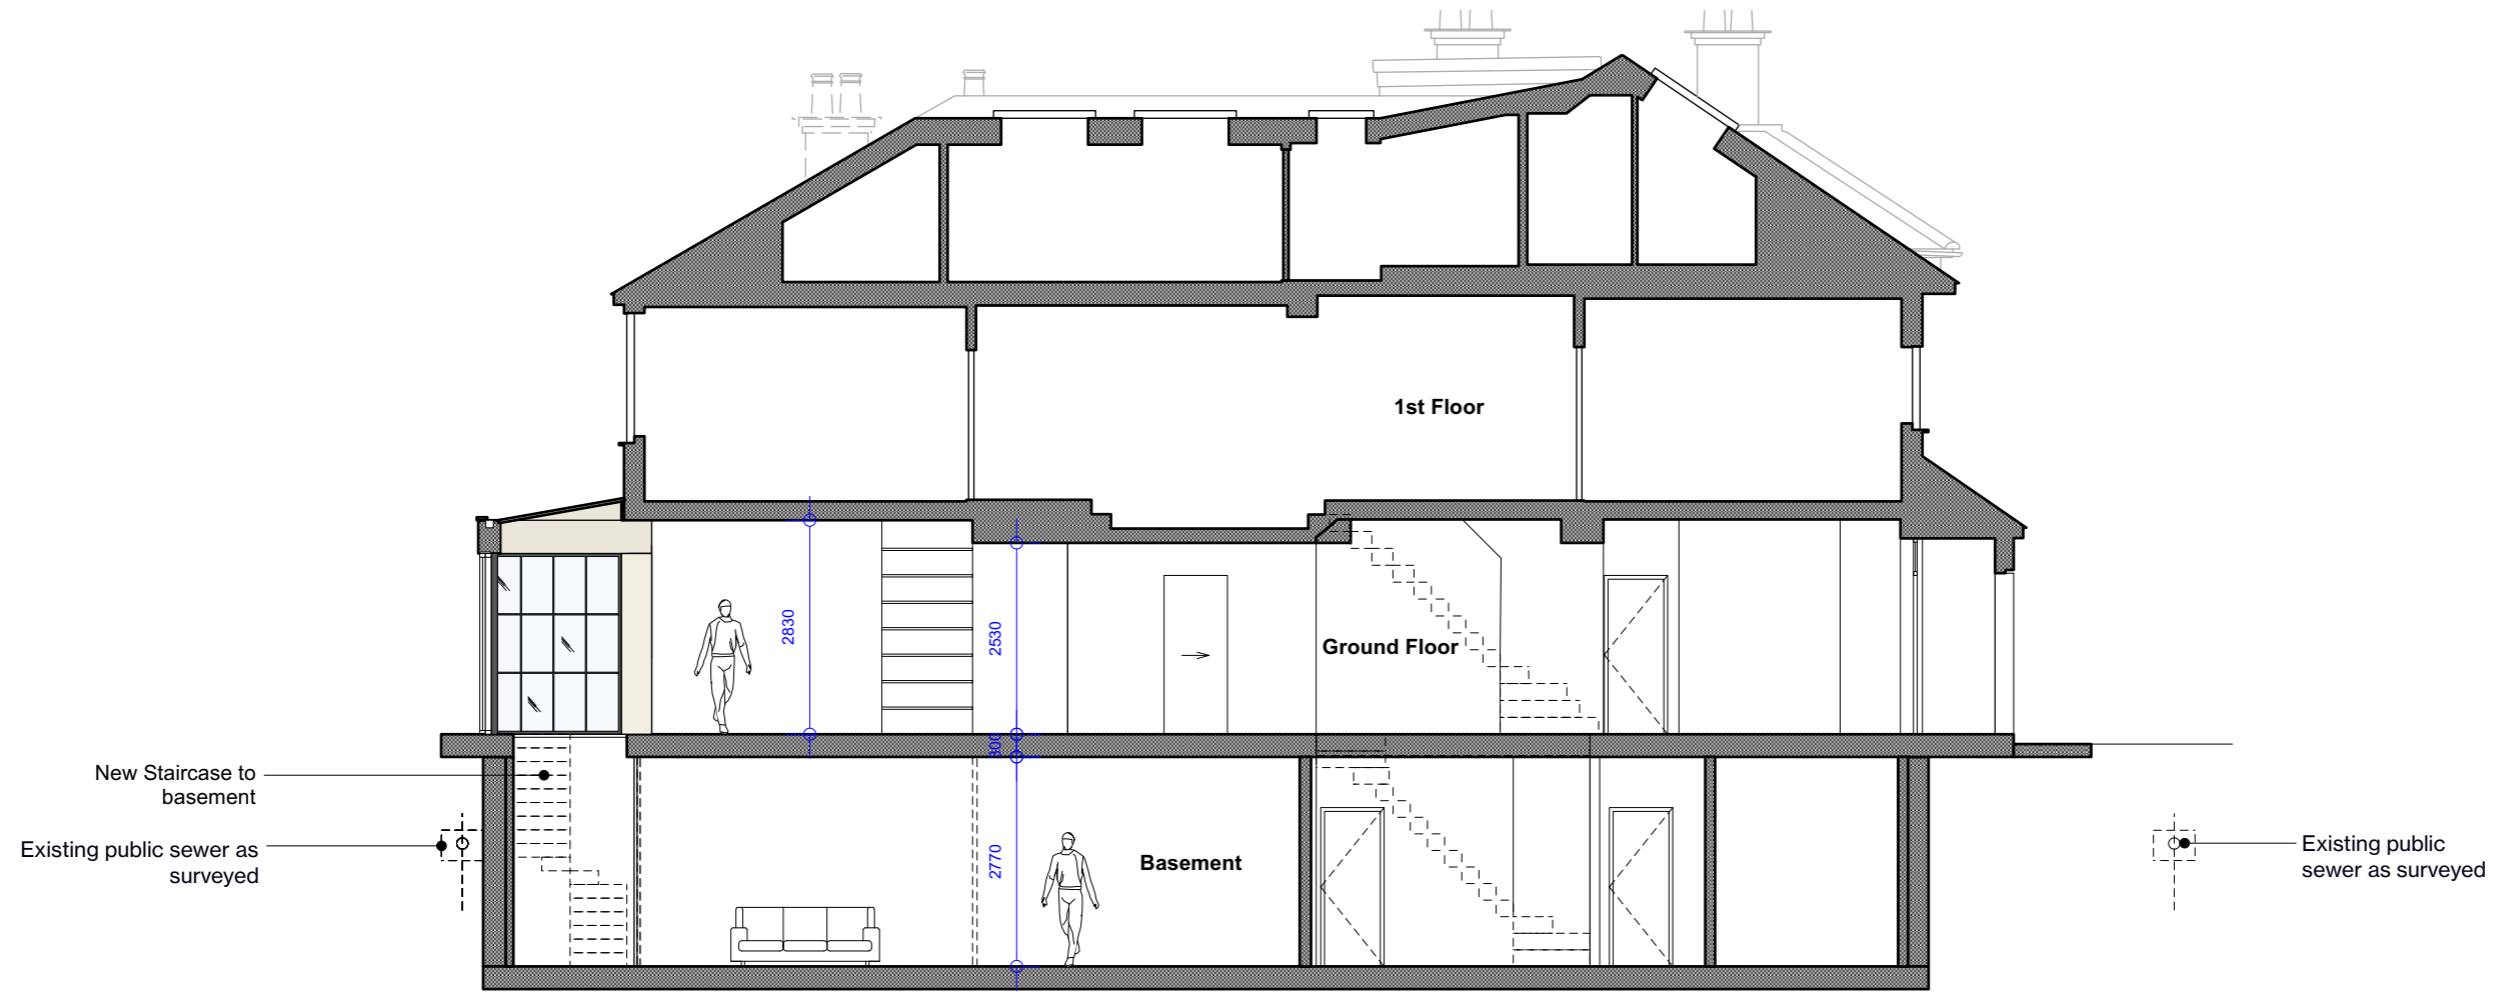 1st Floor
2830
2530
Ground Floor
300
New Staircase to
basement
Existing public sewer as
surveyed
2770
Basement
Existing public
sewer as surveyed